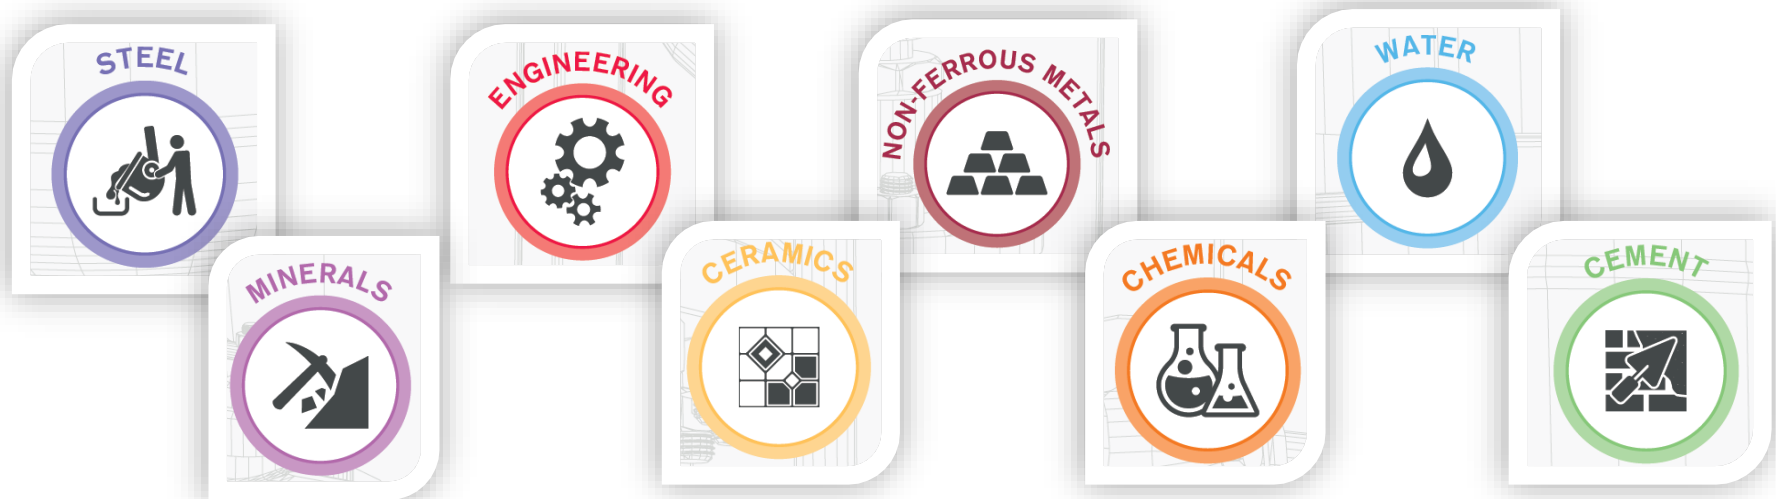 STEEL
MINERALS
ENGINEERING
CERAMICS
NON-FERROUS METALS
CHEMICALS
WATER
CEMENT